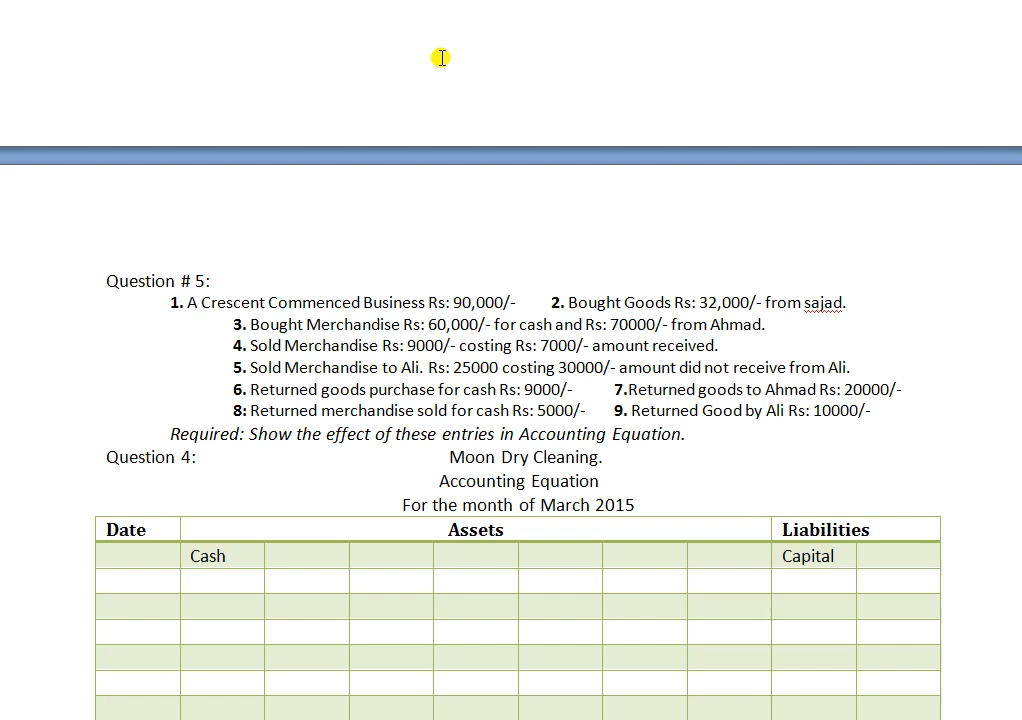 Question # 5:
1. A Crescent Commenced Business Rs: 90,000/- 2. Bought Goods Rs: 32,000/- from sajad.
3. Bought Merchandise Rs: 60,000/- for cash and Rs: 70000/- from Ahmad.
4. Sold Merchandise Rs: 9000/- costing Rs: 7000/- amount received.
5. Sold Merchandise to Ali. Rs: 25000 costing 30000/- amount did not receive from Ali.
6. Returned goods purchase for cash Rs: 9000/- 7.Returned goods to Ahmad Rs: 20000/-
8: Returned merchandise sold for cash Rs: 5000/- 9. Returned Good by Ali Rs: 10000/-
Required: Show the effect of these entries in Accounting Equation.
Question 4: Moon Dry Cleaning.
Accounting Equation
For the month of March 2015
Date Assets Liabilities
Cash Capital